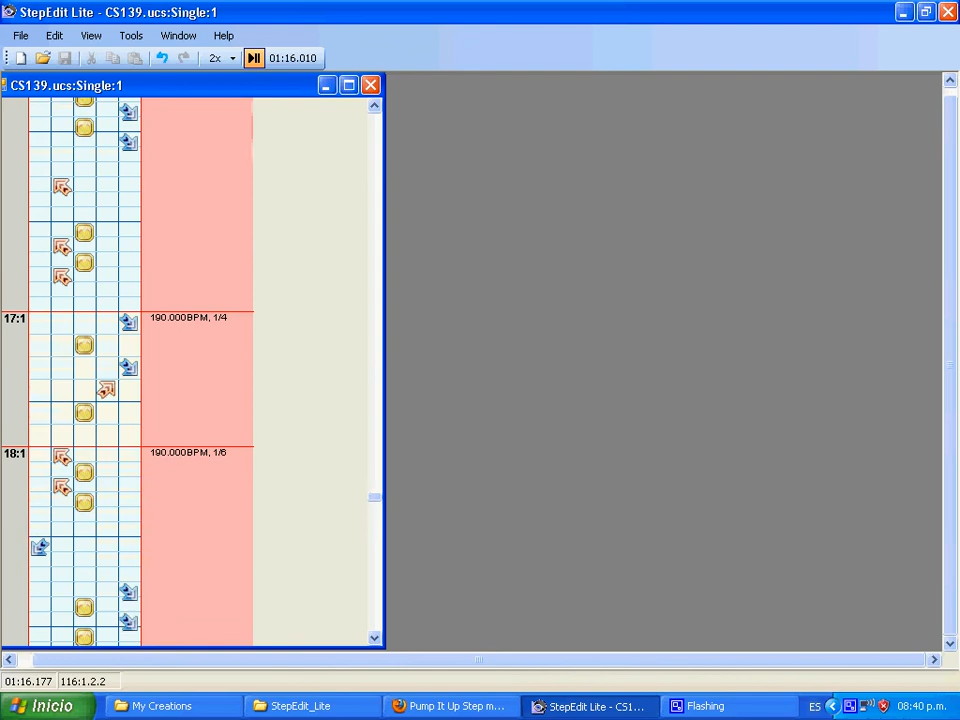 StepEdit Lite - CS139.ucs:Single:1
File Edit View Tools Window Help
2x 01:16.010
CS139.ucs:Single:1
17:1 190.000BPM, 1/4
18:1 190.000BPM, 1/6
01:16.177 116:1.2.2
Inicio My Creations StepEdit_Lite Pump It Up Step m... StepEdit Lite - CS1... Flashing ES 08:40 p.m.